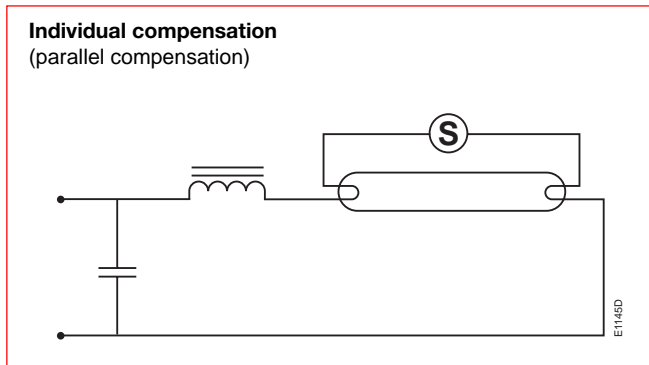 Individual compensation
(parallel compensation)
S
E1145D